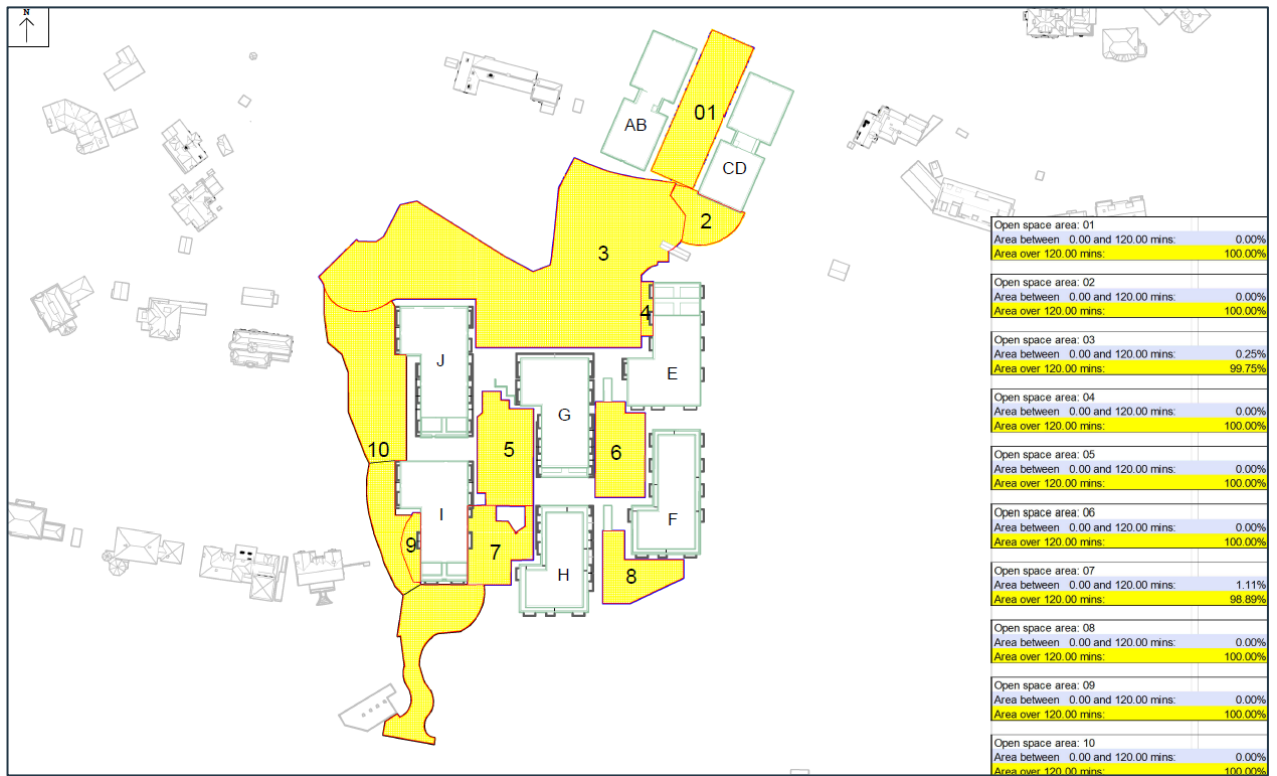 N
AB
01
CD
2
3
4
J
E
G
5
6
10
I
F
9
7
H
8
Open space area: 01
Area between 0.00 and 120.00 mins: 0.00%
Area over 120.00 mins: 100.00%
Open space area: 02
Area between 0.00 and 120.00 mins: 0.00%
Area over 120.00 mins: 100.00%
Open space area: 03
Area between 0.00 and 120.00 mins: 0.25%
Area over 120.00 mins: 99.75%
Open space area: 04
Area between 0.00 and 120.00 mins: 0.00%
Area over 120.00 mins: 100.00%
Open space area: 05
Area between 0.00 and 120.00 mins: 0.00%
Area over 120.00 mins: 100.00%
Open space area: 06
Area between 0.00 and 120.00 mins: 0.00%
Area over 120.00 mins: 100.00%
Open space area: 07
Area between 0.00 and 120.00 mins: 1.11%
Area over 120.00 mins: 98.89%
Open space area: 08
Area between 0.00 and 120.00 mins: 0.00%
Area over 120.00 mins: 100.00%
Open space area: 09
Area between 0.00 and 120.00 mins: 0.00%
Area over 120.00 mins: 100.00%
Open space area: 10
Area between 0.00 and 120.00 mins: 0.00%
Area over 120.00 mins: 100.00%